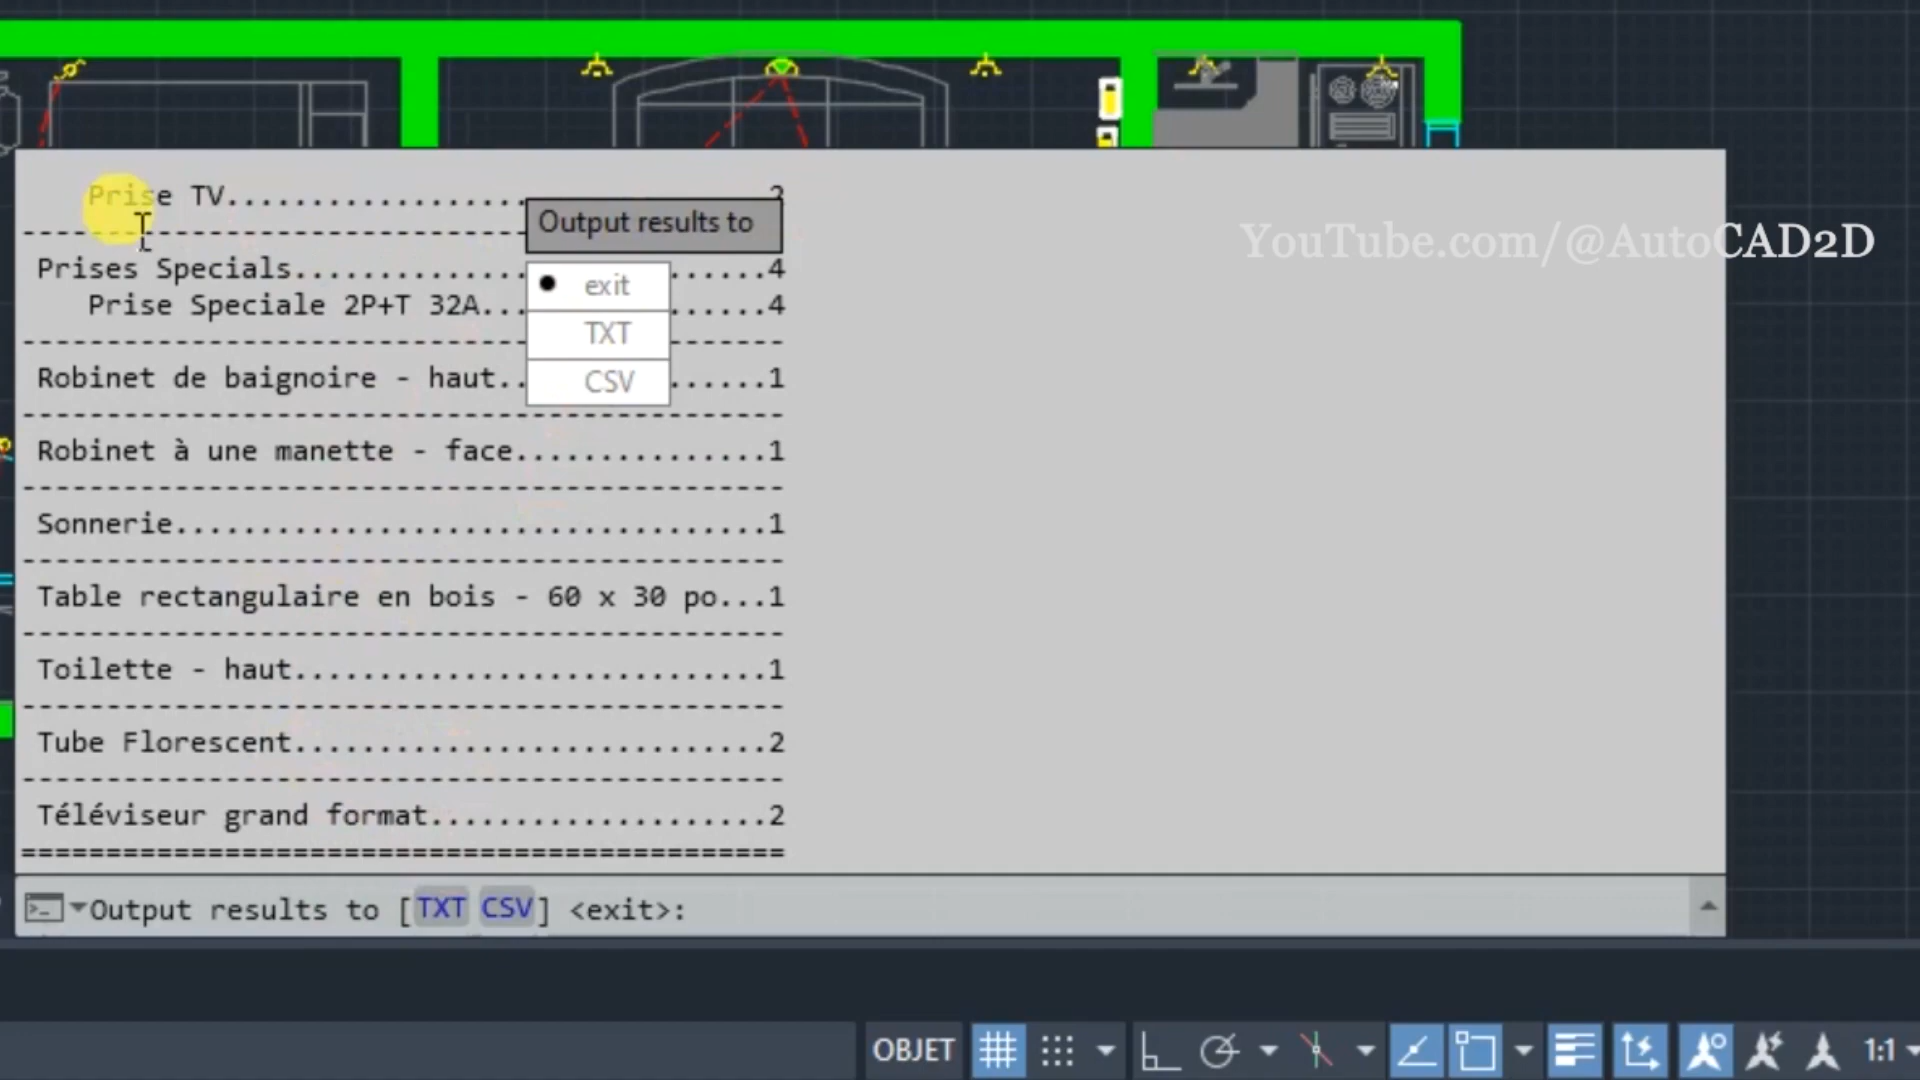 Prise TV................2
Output results to
YouTube.com/@AutoCAD2D
Prises Specials..................4
exit
Prise Speciale 2P+T 32A.........4
TXT
Robinet de baignoire - haut........1
CSV
Robinet à une manette - face...............1
Sonnerie...................................1
Table rectangulaire en bois - 60 x 30 po...1
Toilette - haut............................1
Tube Florescent............................2
Téléviseur grand format....................2
Output results to [TXT CSV] <exit>:
OBJET
1:1